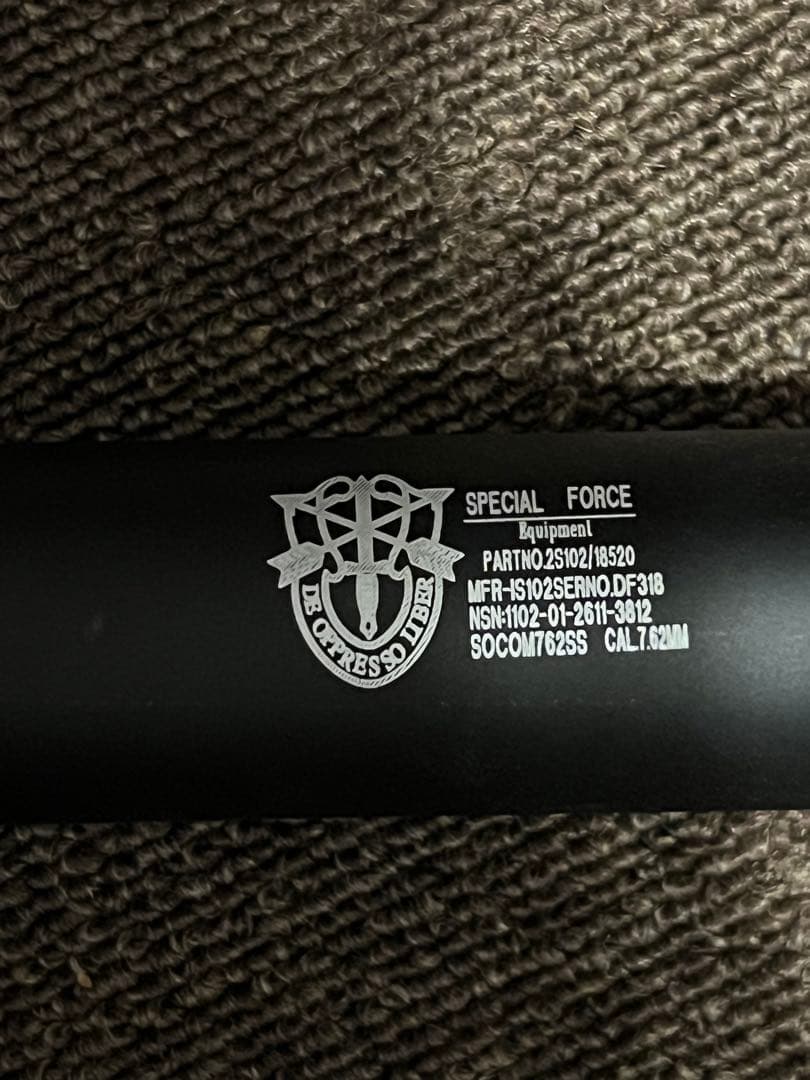 DE OPPRESSO LIBER
SPECIAL FORCE
Equipment
PARTNO.2S102/18520
MFR-IS102SERNO.DF318
NSN:1102-01-2611-3812
SOCOM762SS CAL.7.62MM